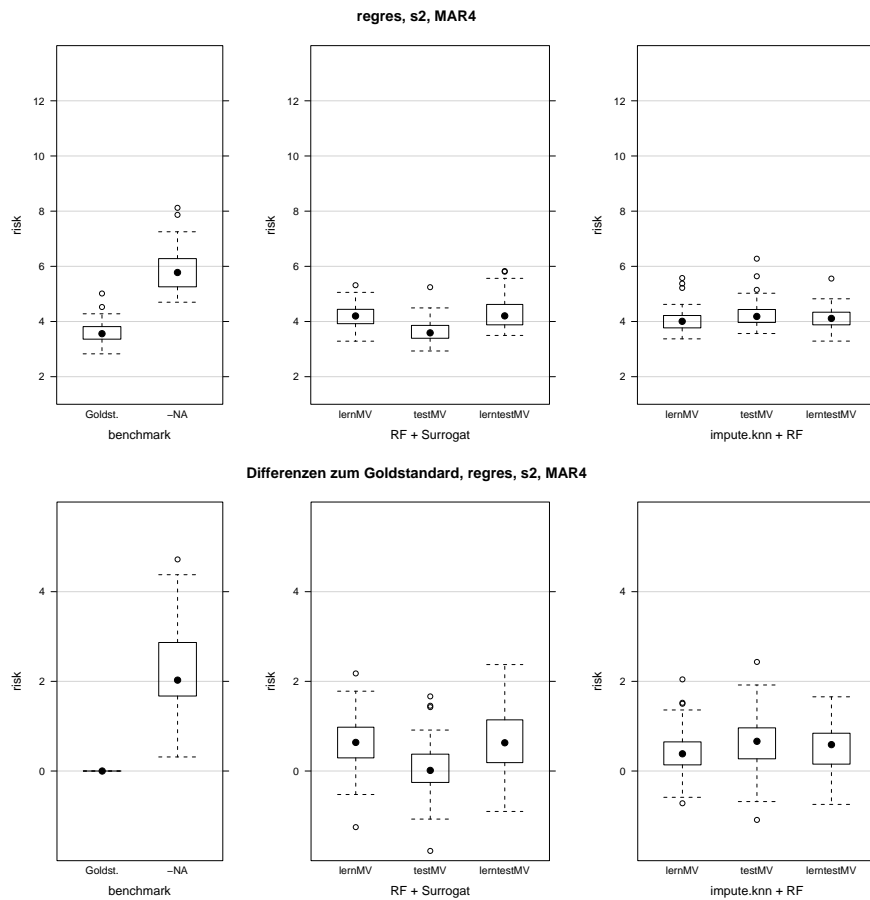 regres, s2, MAR4
risk
12
10
8
6
4
2
Goldst.
−NA
benchmark
risk
12
10
8
6
4
2
lernMV
testMV
lerntestMV
RF + Surrogat
risk
12
10
8
6
4
2
lernMV
testMV
lerntestMV
impute.knn + RF
Differenzen zum Goldstandard, regres, s2, MAR4
risk
4
2
0
Goldst.
−NA
benchmark
risk
4
2
0
lernMV
testMV
lerntestMV
RF + Surrogat
risk
4
2
0
lernMV
testMV
lerntestMV
impute.knn + RF